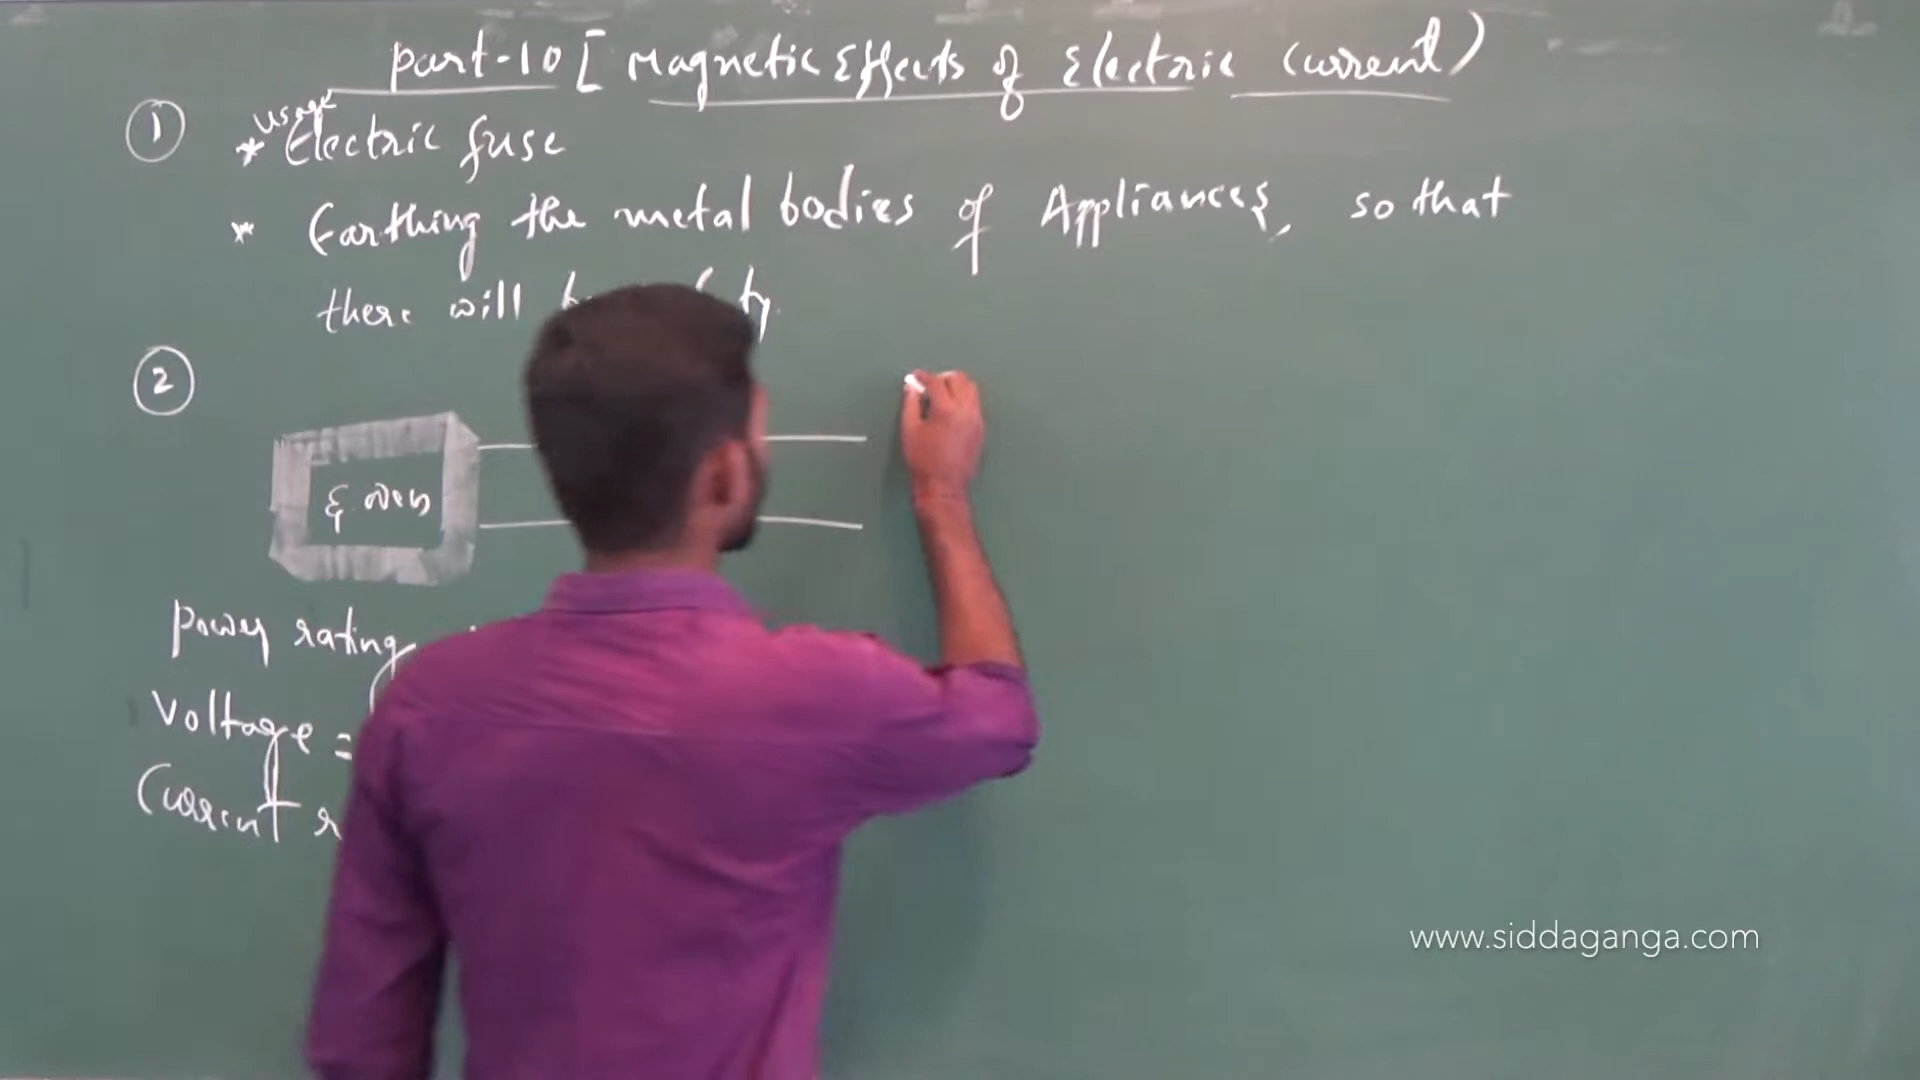 part-10 [ Magnetic Effects of Electric Current)
1 * usage Electric fuse
* Earthing the metal bodies of Appliances, so that
there will
2
E. oven
power rating
voltage =
Current r
www.siddaganga.com